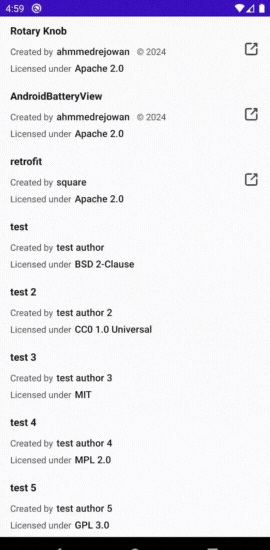 4:59
Rotary Knob
Created by ahmmedrejowan © 2024
Licensed under Apache 2.0
AndroidBatteryView
Created by ahmmedrejowan © 2024
Licensed under Apache 2.0
retrofit
Created by square
Licensed under Apache 2.0
test
Created by test author
Licensed under BSD 2-Clause
test 2
Created by test author 2
Licensed under CC0 1.0 Universal
test 3
Created by test author 3
Licensed under MIT
test 4
Created by test author 4
Licensed under MPL 2.0
test 5
Created by test author 5
Licensed under GPL 3.0